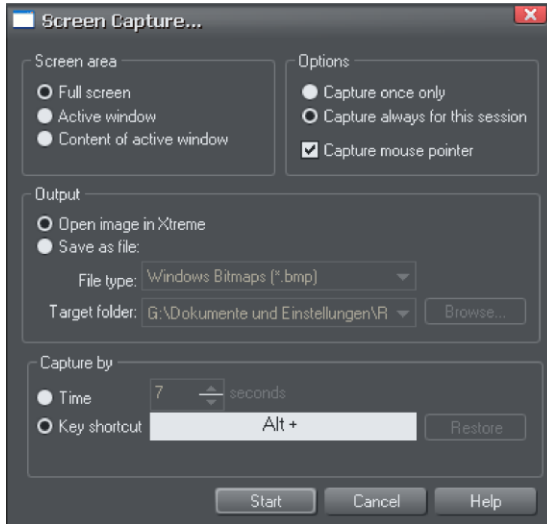 Screen Capture...
Screen area
Full screen
Active window
Content of active window
Options
Capture once only
Capture always for this session
Capture mouse pointer
Output
Open image in Xtreme
Save as file:
File type: Windows Bitmaps (*.bmp)
Target folder: G:\Dokumente und Einstellungen\R Browse...
Capture by
Time 7 seconds
Key shortcut Alt + Restore
Start Cancel Help